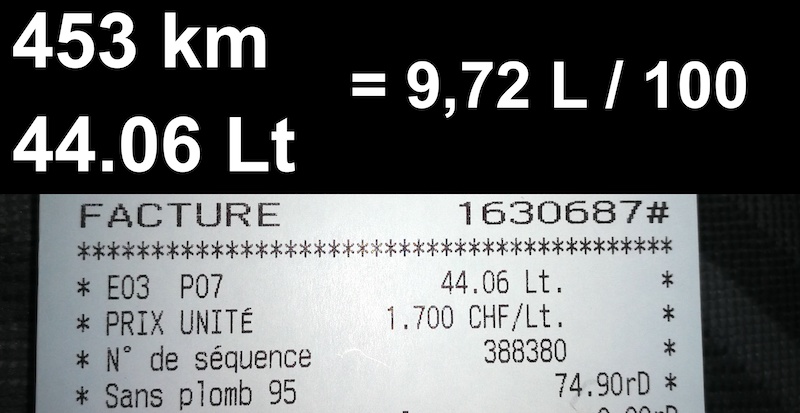 453 km
44.06 Lt
= 9,72 L / 100
FACTURE 1630687#
*****************************************
* E03 P07 44.06 Lt. *
* PRIX UNITÉ 1.700 CHF/Lt. *
* N° de séquence 388380 *
* Sans plomb 95 74.90rD *